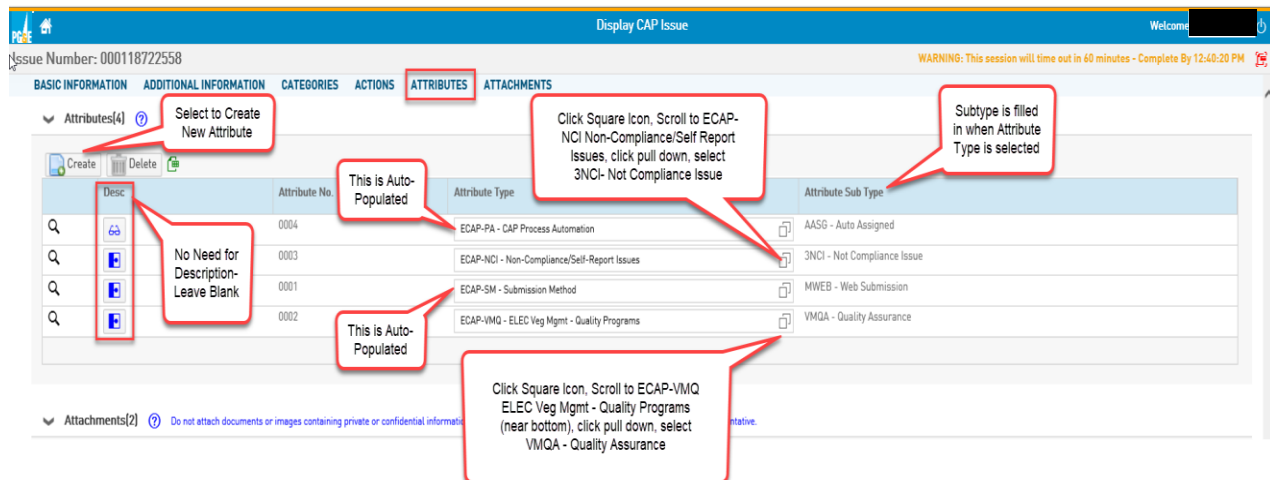 PG&E
Display CAP Issue
Welcome
Issue Number: 000118722558
WARNING: This session will time out in 60 minutes - Complete By 12:40:20 PM
BASIC INFORMATION ADDITIONAL INFORMATION CATEGORIES ACTIONS ATTRIBUTES ATTACHMENTS
Attributes[4] ?
Select to Create
New Attribute
Click Square Icon, Scroll to ECAP-
NCI Non-Compliance/Self Report
Issues, click pull down, select
3NCI- Not Compliance Issue
Subtype is filled
in when Attribute
Type is selected
Create Delete
This is Auto-
Populated
Desc Attribute No. Attribute Type Attribute Sub Type
0004 ECAP-PA - CAP Process Automation AASG - Auto Assigned
No Need for
Description-
Leave Blank
0003 ECAP-NCI - Non-Compliance/Self-Report Issues 3NCI - Not Compliance Issue
0001 ECAP-SM - Submission Method MWEB - Web Submission
0002 ECAP-VMQ - ELEC Veg Mgmt - Quality Programs VMQA - Quality Assurance
This is Auto-
Populated
Click Square Icon, Scroll to ECAP-VMQ
ELEC Veg Mgmt - Quality Programs
(near bottom), click pull down, select
VMQA - Quality Assurance
Attachments[2] ? Do not attach documents or images containing private or confidential